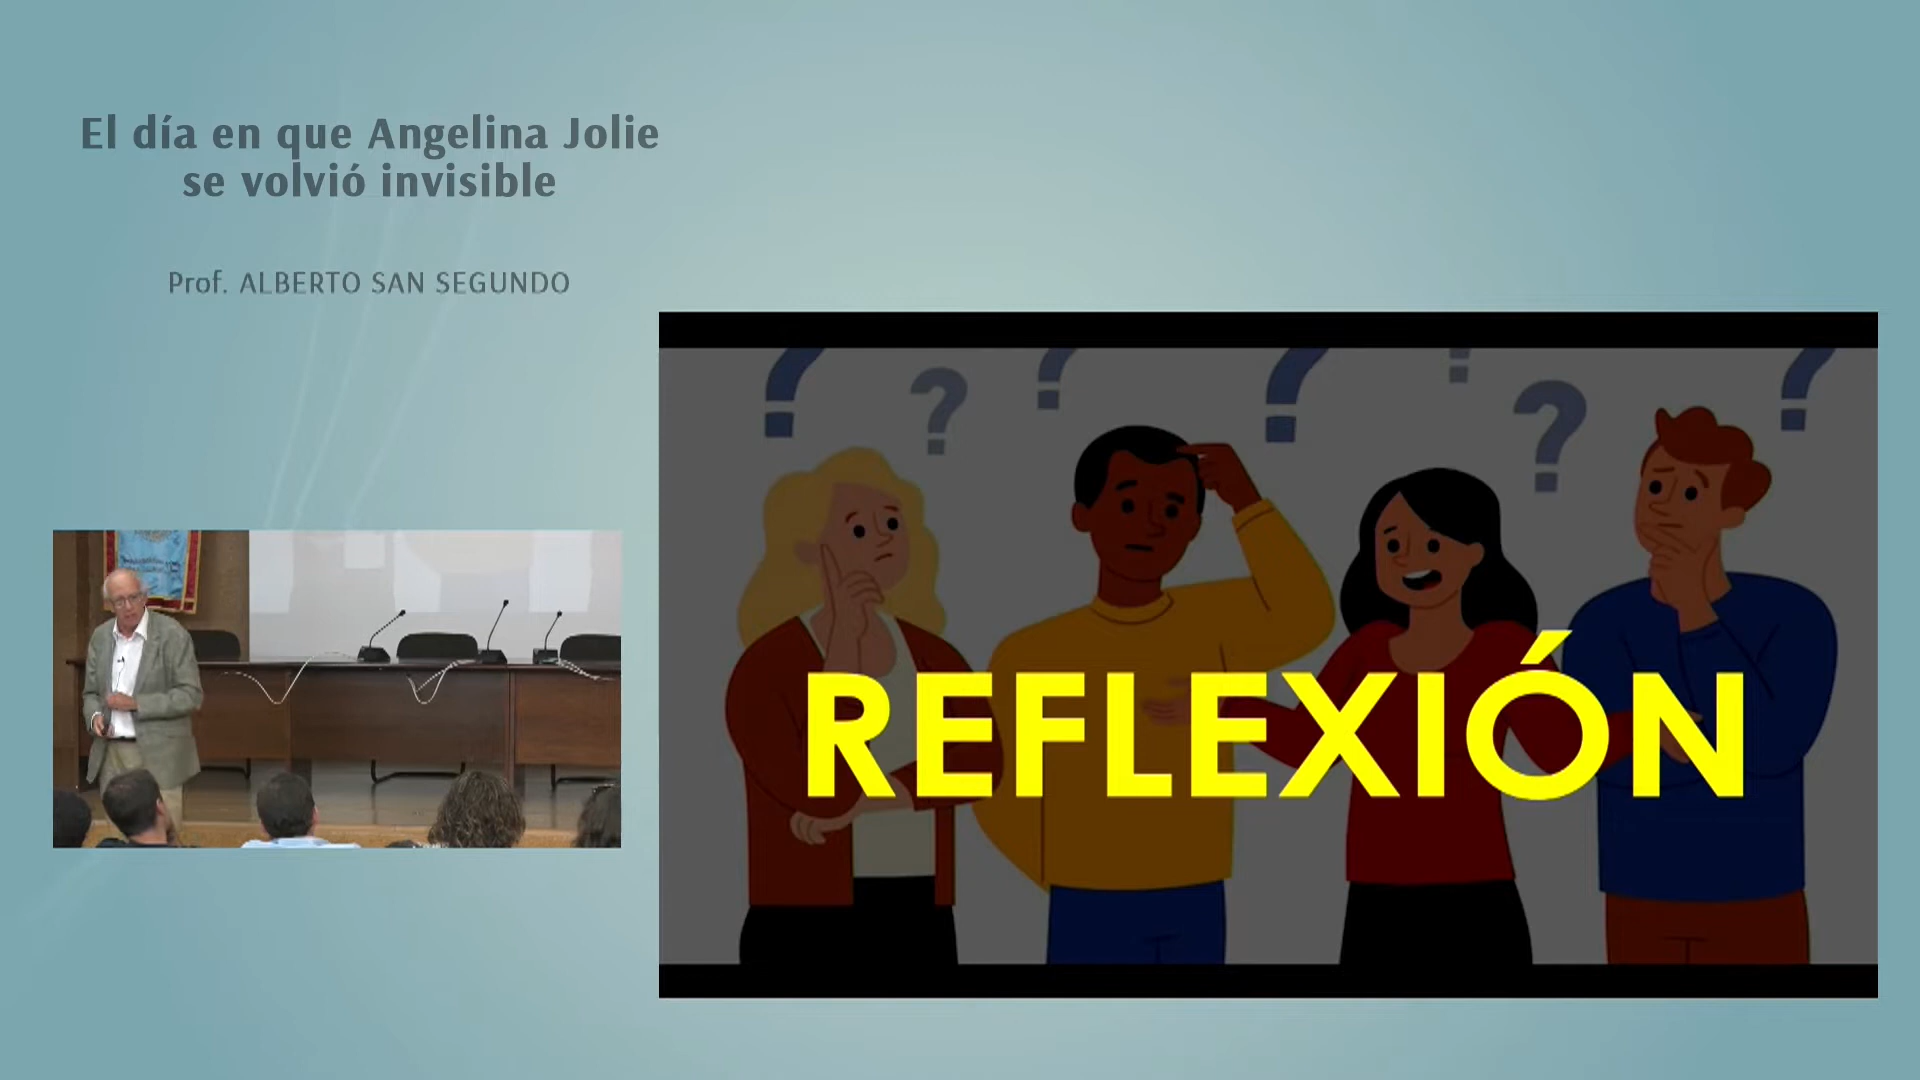 El día en que Angelina Jolie
se volvió invisible
Prof. ALBERTO SAN SEGUNDO
REFLEXIÓN